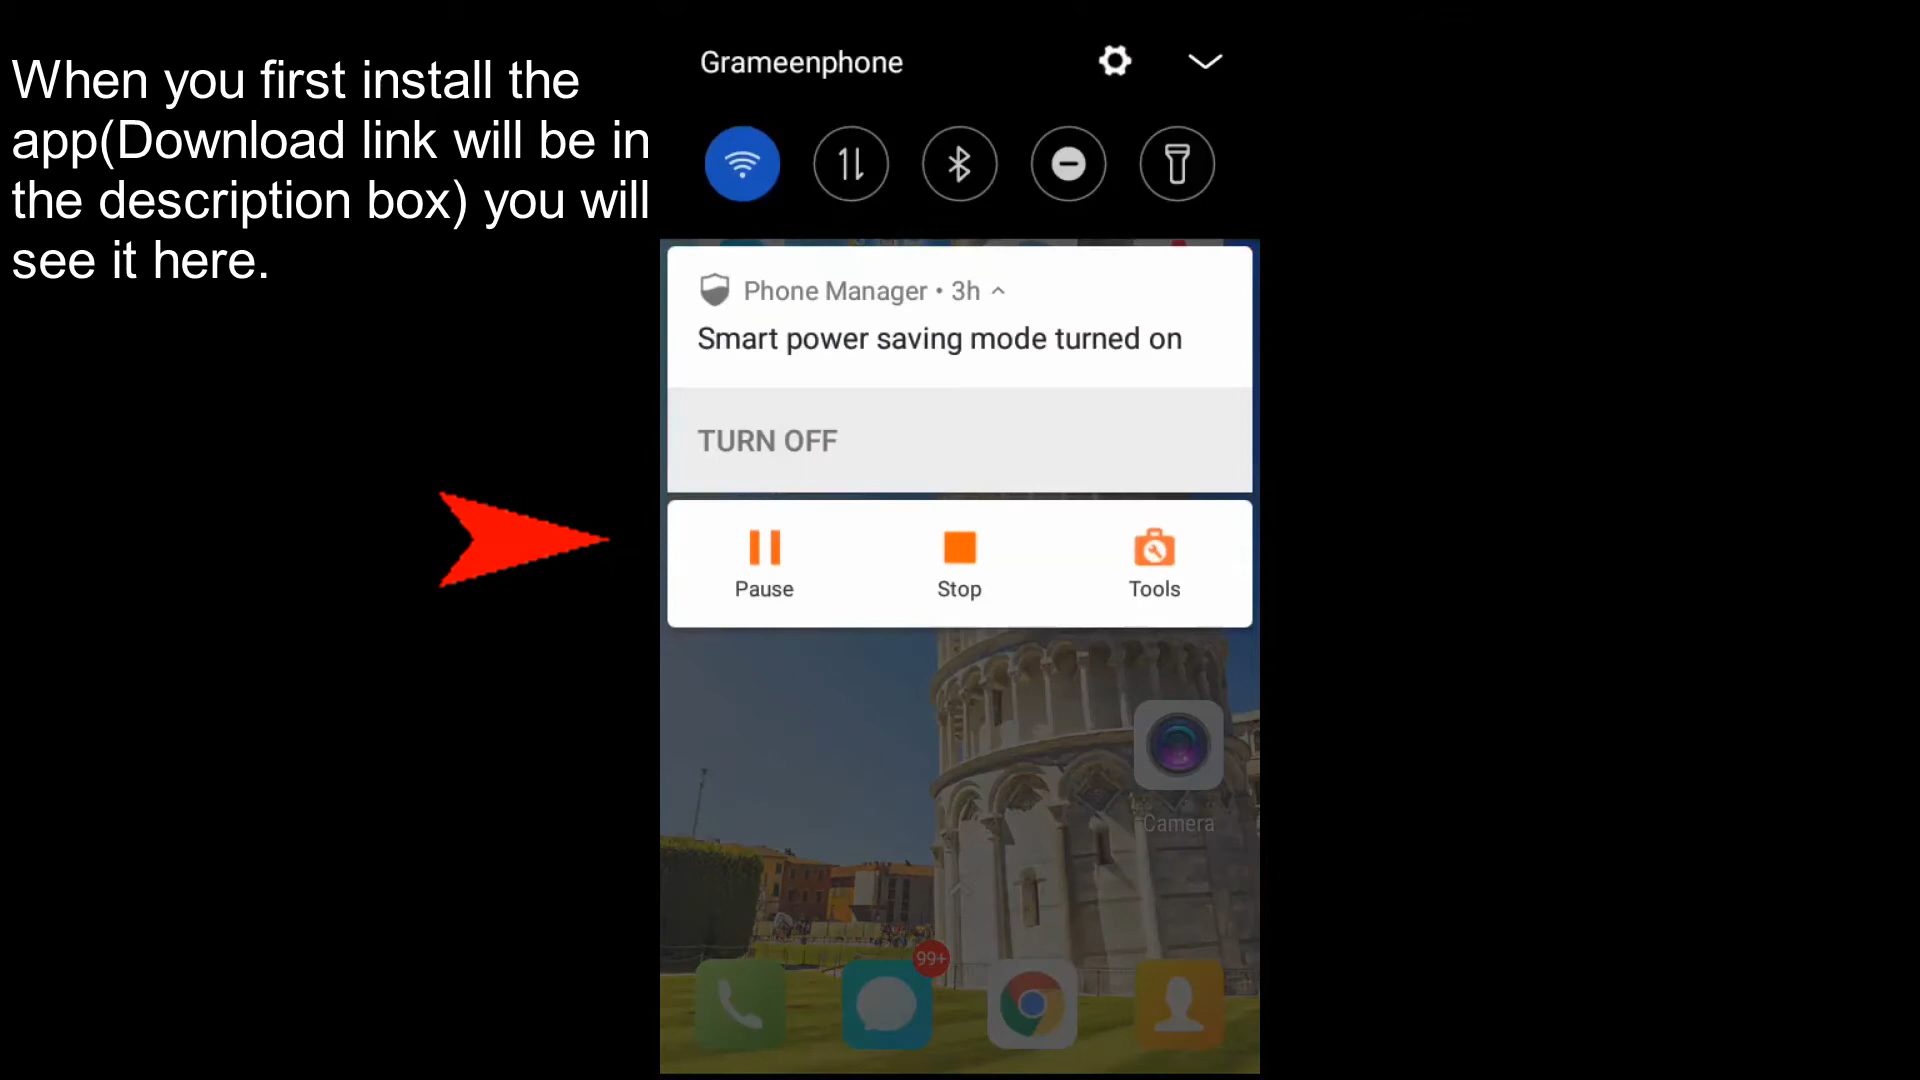 When you first install the
app(Download link will be in
the description box) you will
see it here.
Grameenphone
Phone Manager • 3h
Smart power saving mode turned on
TURN OFF
Pause
Stop
Tools
Camera
99+